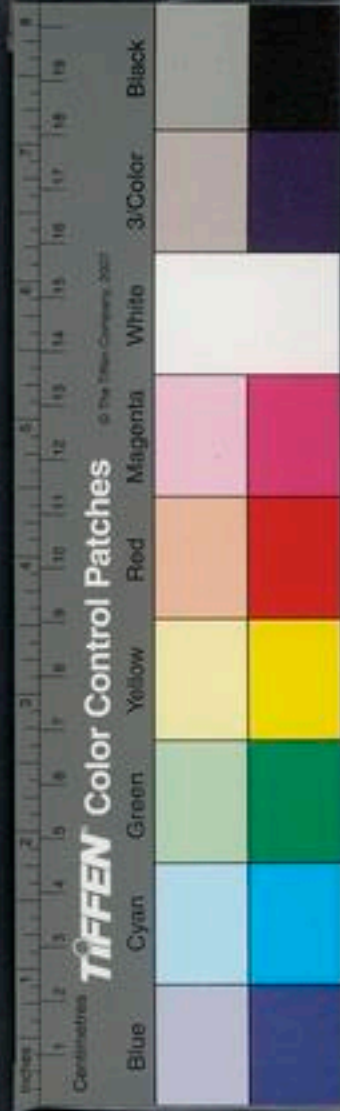 Inches 1 2 3 4 5 6 7 8
1 2 3 4 5 6 7 8 9 10 11 12 13 14 15 16 17 18 19
Centimetres
TIFFEN Color Control Patches
© The Tiffen Company, 2007
Blue
Cyan
Green
Yellow
Red
Magenta
White
3/Color
Black